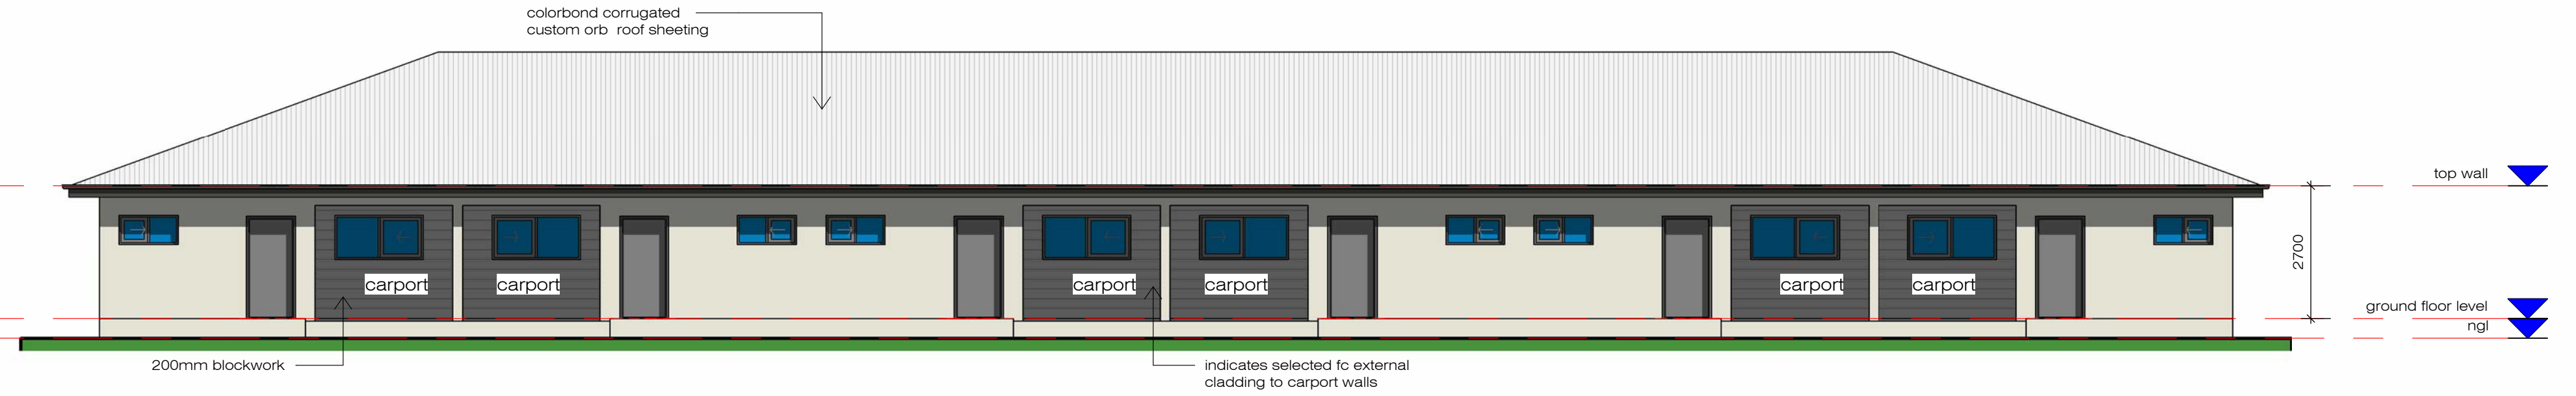 colorbond corrugated
custom orb roof sheeting
top wall
2700
carport
carport
carport
carport
carport
carport
ground floor level
ngl
200mm blockwork
indicates selected fc external
cladding to carport walls